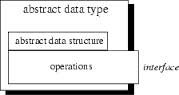 abstract data type
abstract data structure
operations
interface